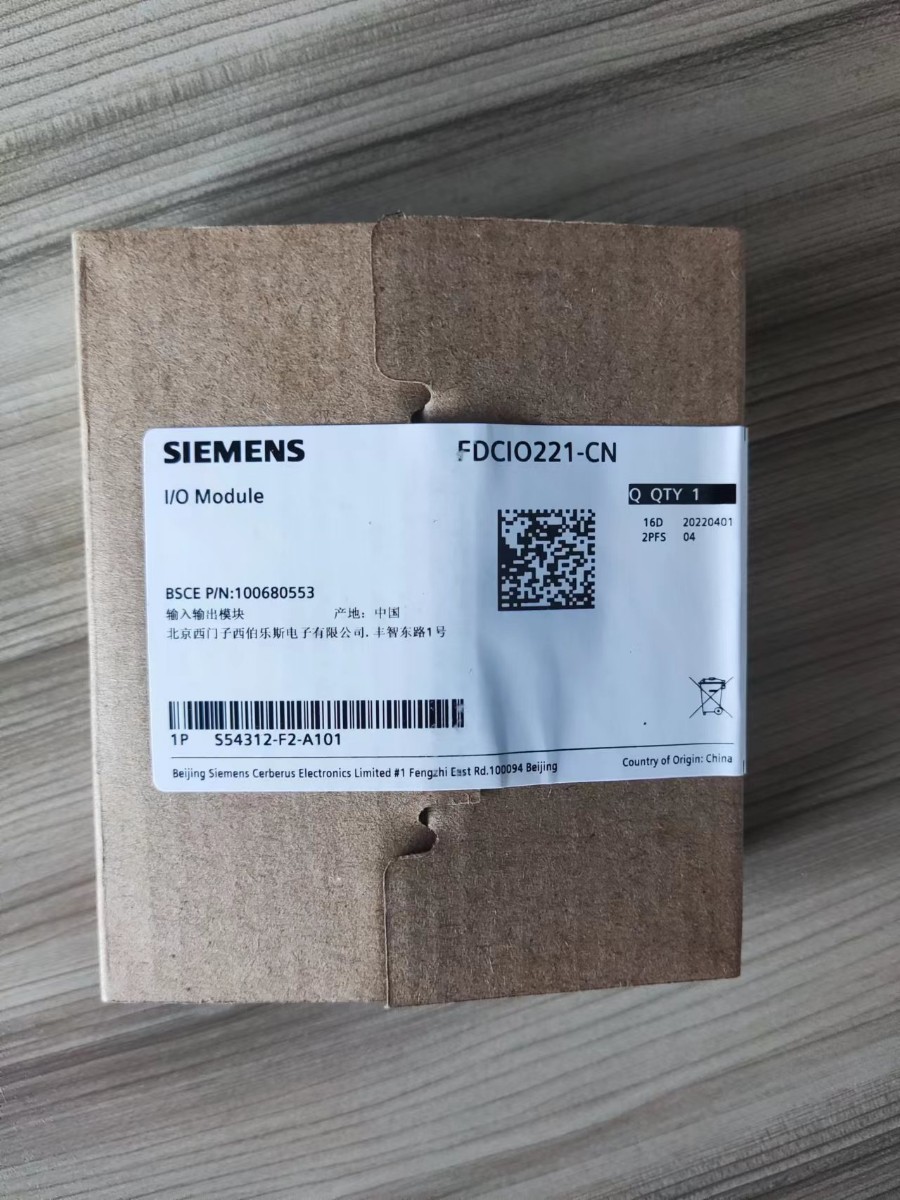 SIEMENS
FDCIO221-CN
I/O Module
Q QTY 1
16D 20220401
2PFS 04
BSCE P/N:100680553
输入输出模块 产地：中国
北京西门子西伯乐斯电子有限公司.丰智东路1号
1P S54312-F2-A101
Beijing Siemens Cerberus Electronics Limited #1 Fengzhi East Rd.100094 Beijing
Country of Origin: China